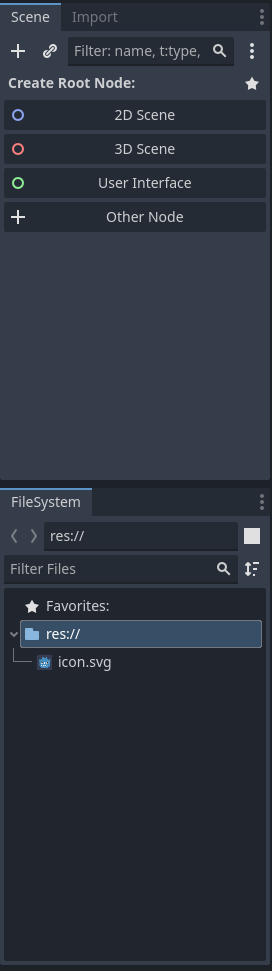 Scene Import
Filter: name, t:type,
Create Root Node:
2D Scene
3D Scene
User Interface
Other Node
FileSystem
res://
Filter Files
Favorites:
res://
icon.svg